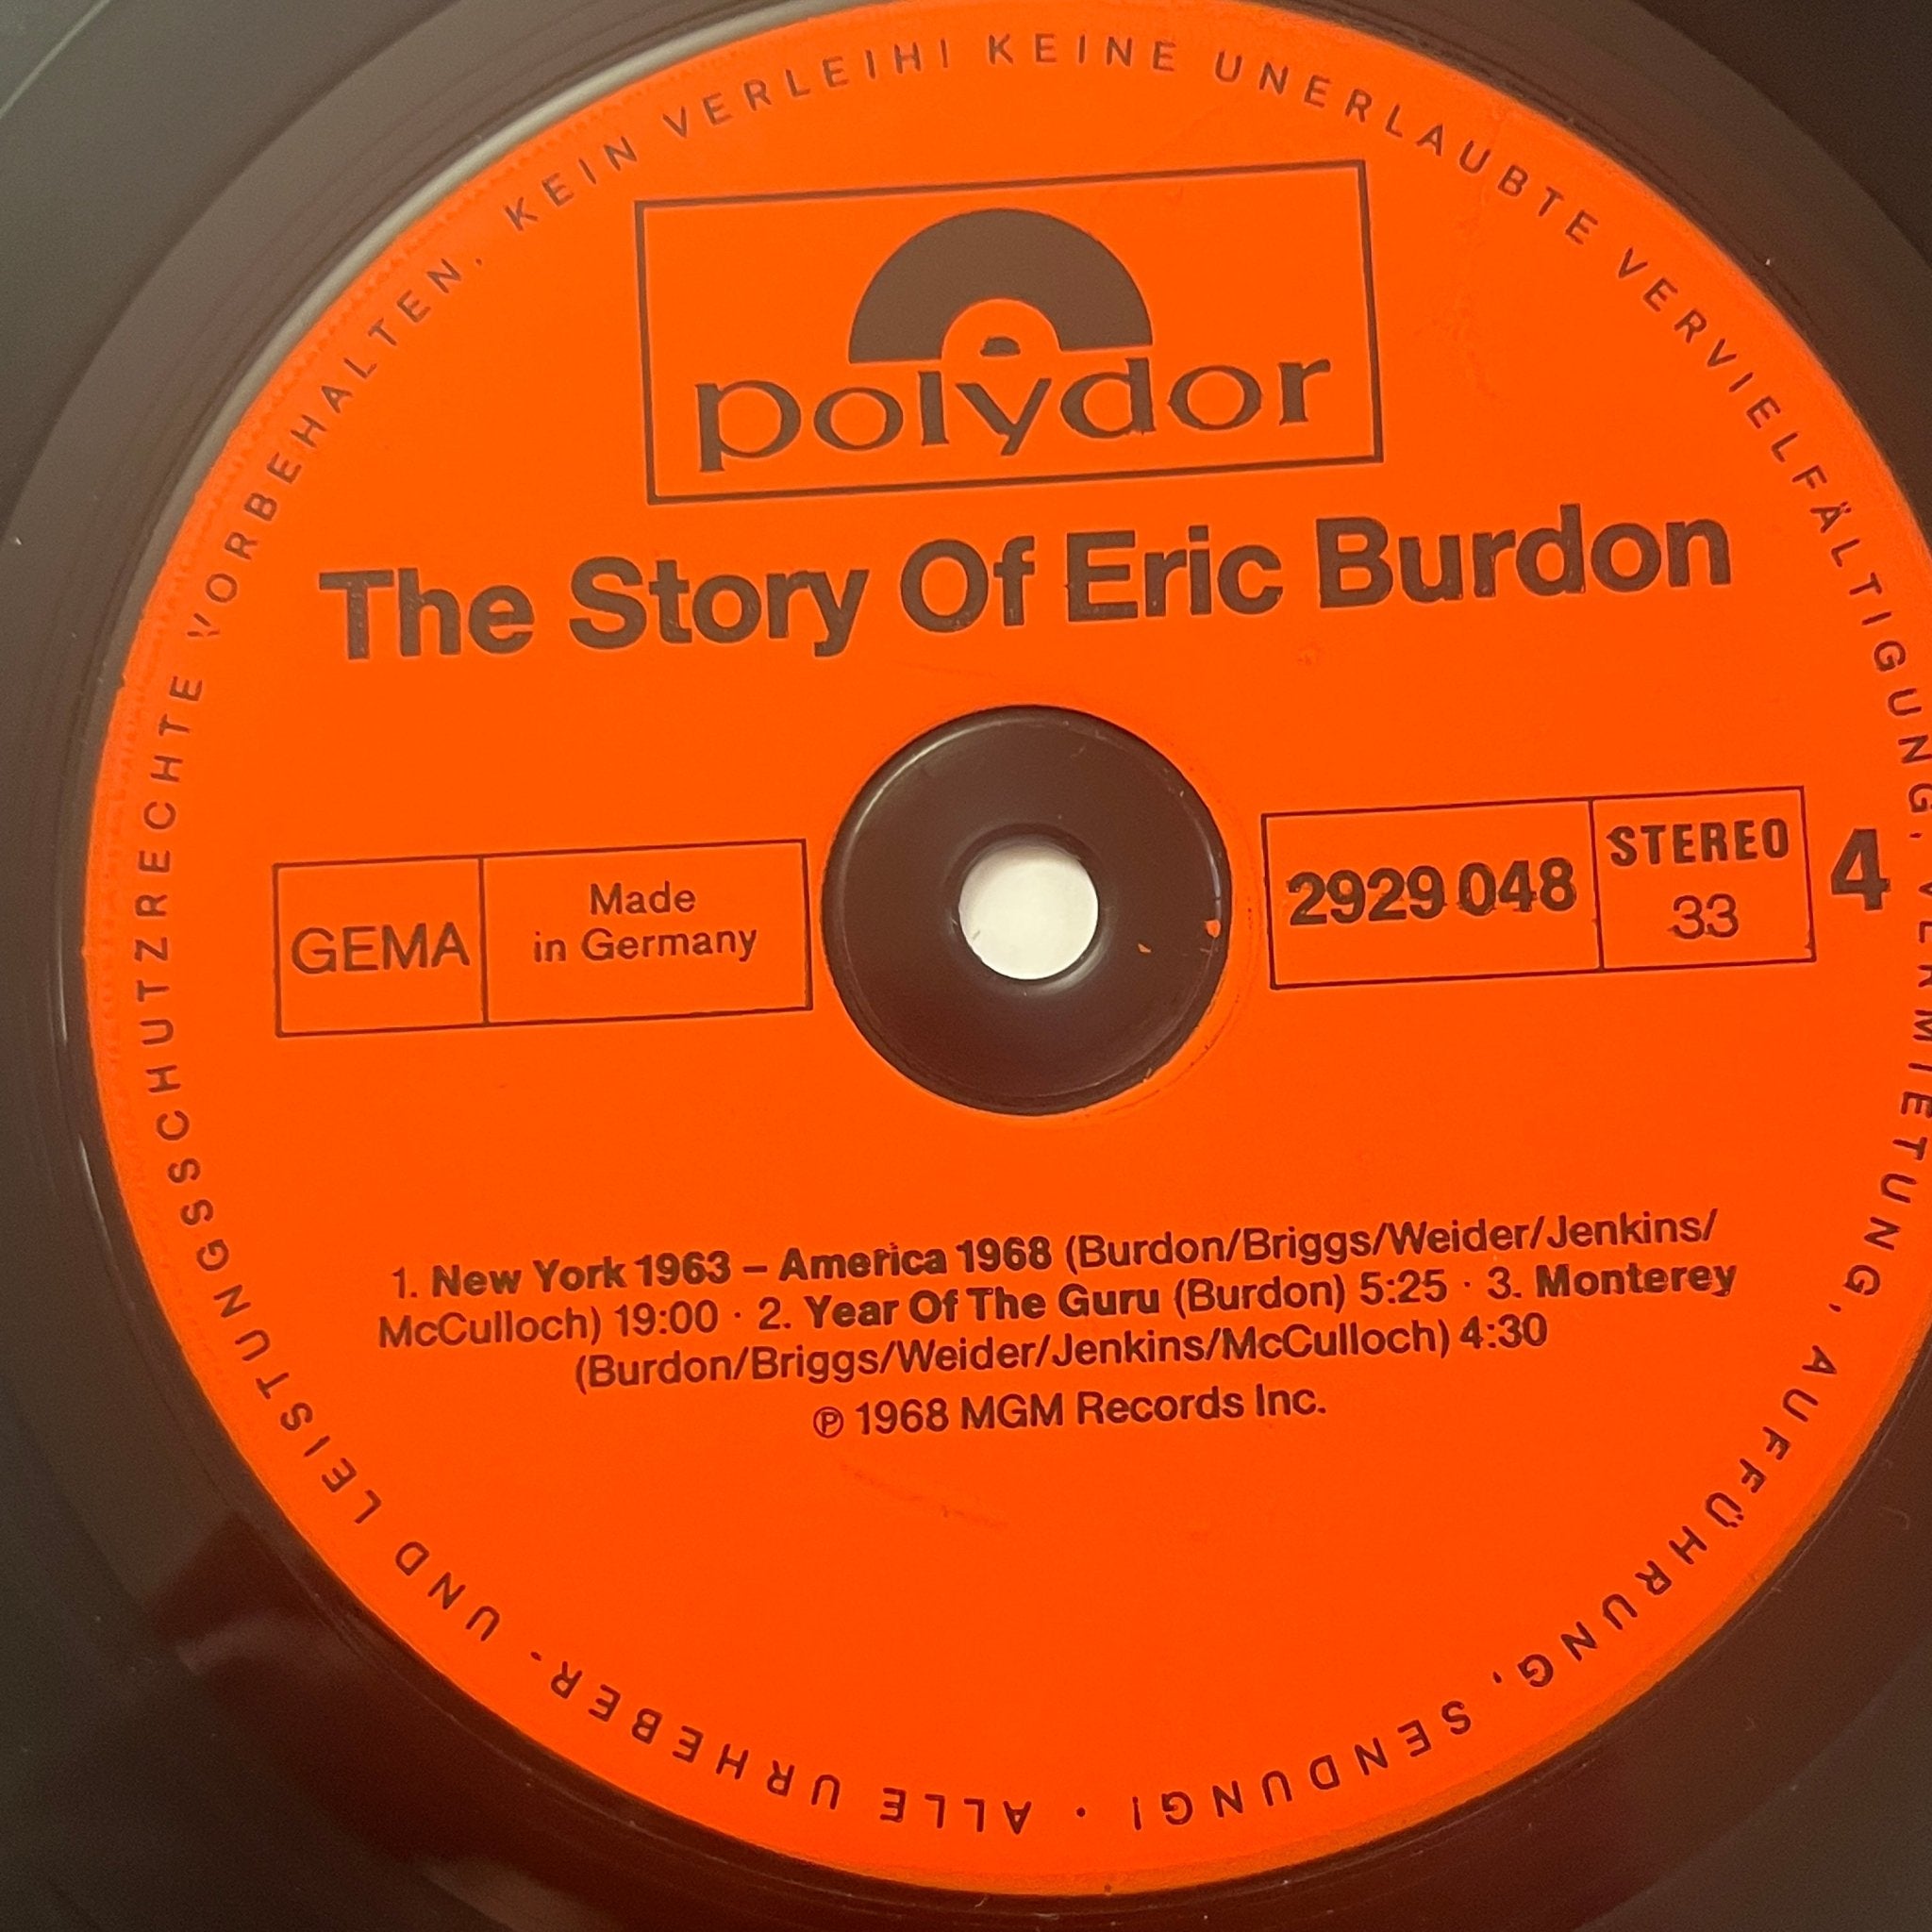 ALLE URHEBER- UND LEISTUNGSSCHUTZRECHTE VORBEHALTEN. KEIN VERLEIH! KEINE UNERLAUBTE VERVIELFÄLTIGUNG, VERMIETUNG, AUFFÜHRUNG, SENDUNG! ·
polydor
The Story Of Eric Burdon
GEMA
Made
in Germany
2929 048
STEREO
33
4
1. New York 1963 – America 1968 (Burdon/Briggs/Weider/Jenkins/
McCulloch) 19:00 · 2. Year Of The Guru (Burdon) 5:25 · 3. Monterey
(Burdon/Briggs/Weider/Jenkins/McCulloch) 4:30
℗ 1968 MGM Records Inc.